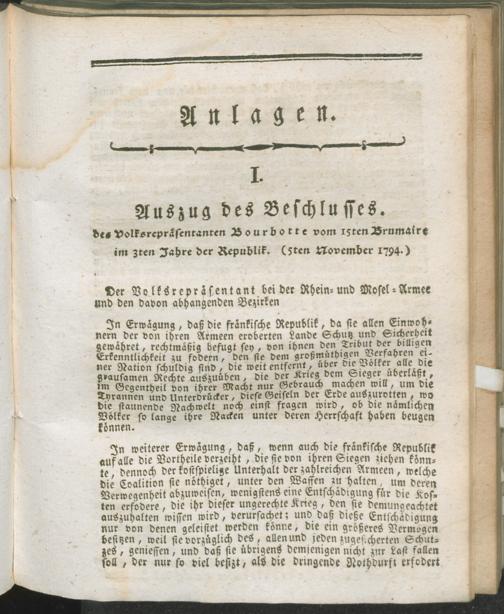 Anlagen.
I.
Auszug des Beschlusses.
des Volksrepräsentanten Bourbotte vom 15ten Brumaire
im 3ten Jahre der Republik. (5ten November 1794.)
Der Volksrepräsentant bei der Rhein- und Mosel-Armee
und den davon abhangenden Bezirken
In Erwägung, daß die fränkische Republik, da sie allen Einwoh-
nern der von ihren Armeen eroberten Lande Schutz und Sicherheit
gewähret, rechtmäßig befugt sey, von ihnen den Tribut der billigen
Erkenntlichkeit zu fodern, den sie dem großmüthigen Verfahren ei-
ner Nation schuldig sind, die weit entfernt, über die Völker alle die
grausamen Rechte auszuüben, die der Krieg dem Sieger überläßt,
im Gegentheil von ihrer Macht nur Gebrauch machen will, um die
Tyrannen und Unterdrücker, diese Geiseln der Erde auszurotten, wo
die staunende Nachwelt noch einst fragen wird, ob die nämlichen
Völker so lange ihre Nacken unter deren Herrschaft haben beugen
können.
In weiterer Erwägung, daß, wenn auch die fränkische Republik
auf alle die Vortheile verzeiht, die sie von ihren Siegen ziehen könn-
te, dennoch der kostspielige Unterhalt der zahlreichen Armeen, welche
die Coalition sie nöthiget, unter den Waffen zu halten, um deren
Verwegenheit abzuweisen, wenigstens eine Entschädigung für die Kos-
ten erfodere, die ihr dieser ungerechte Krieg, den sie demungeachtet
auszuhalten wissen wird, verursachet; und daß diese Entschädigung
nur von denen geleistet werden könne, die ein größeres Vermögen
besitzen, weil sie vorzüglich des, allen und jeden zugesicherten Schut-
zes, geniessen, und daß sie übrigens demjenigen nicht zur Last fallen
soll, der nur so viel besizt, als die dringende Nothdurft erfodert